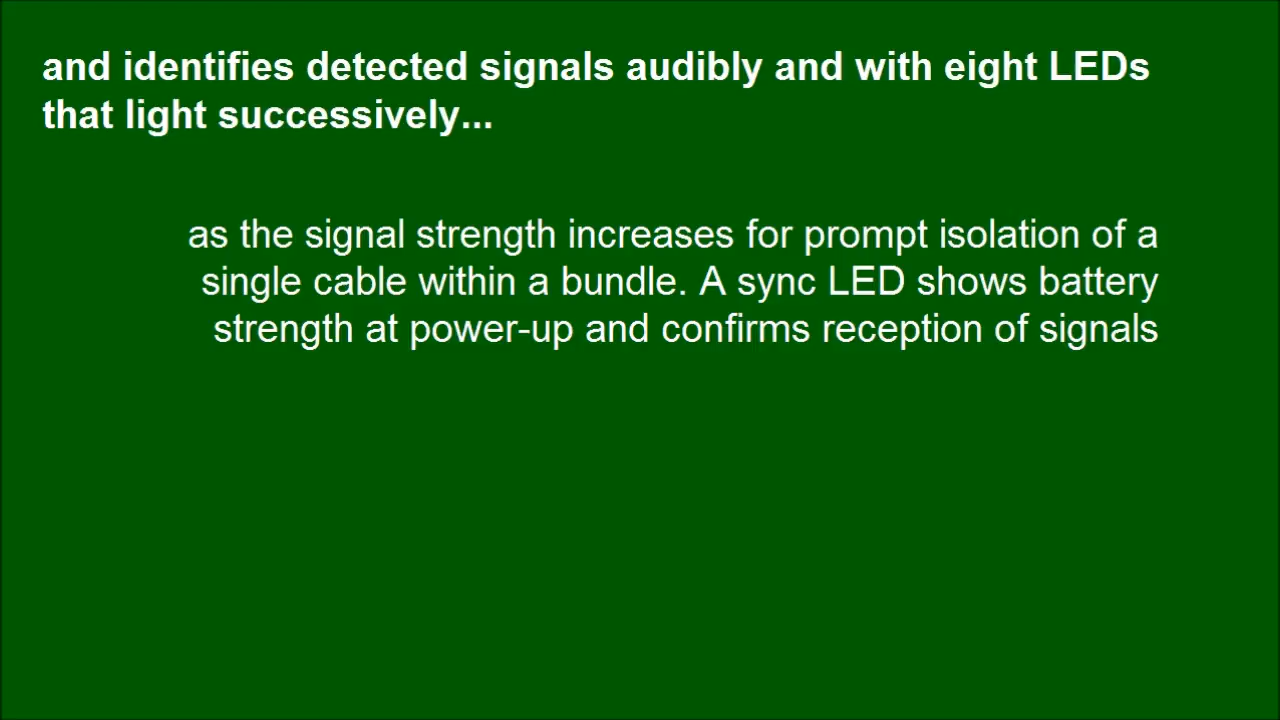 and identifies detected signals audibly and with eight LEDs
that light successively...
as the signal strength increases for prompt isolation of a
single cable within a bundle. A sync LED shows battery
strength at power-up and confirms reception of signals